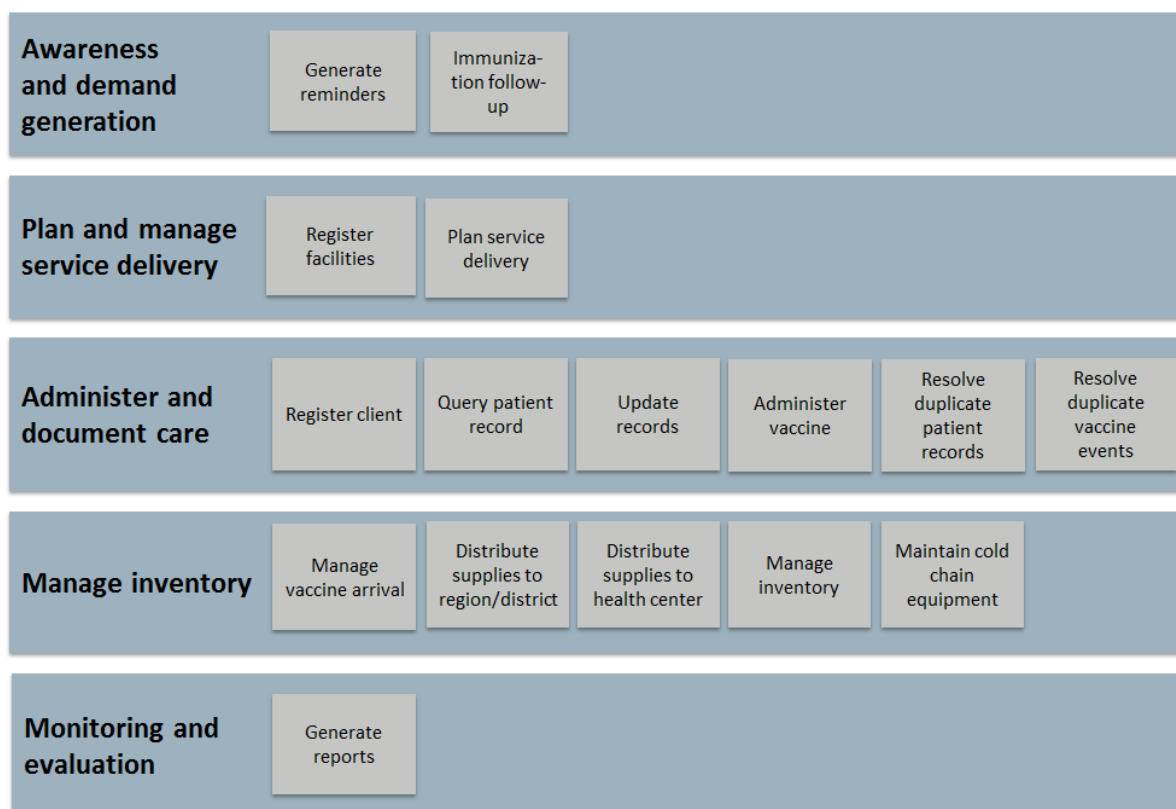 Awareness
and demand
generation
Generate
reminders
Immuniza-
tion follow-
up
Plan and manage
service delivery
Register
facilities
Plan service
delivery
Administer and
document care
Register client
Query patient
record
Update
records
Administer
vaccine
Resolve
duplicate
patient
records
Resolve
duplicate
vaccine
events
Manage inventory
Manage
vaccine arrival
Distribute
supplies to
region/district
Distribute
supplies to
health center
Manage
inventory
Maintain cold
chain
equipment
Monitoring and
evaluation
Generate
reports